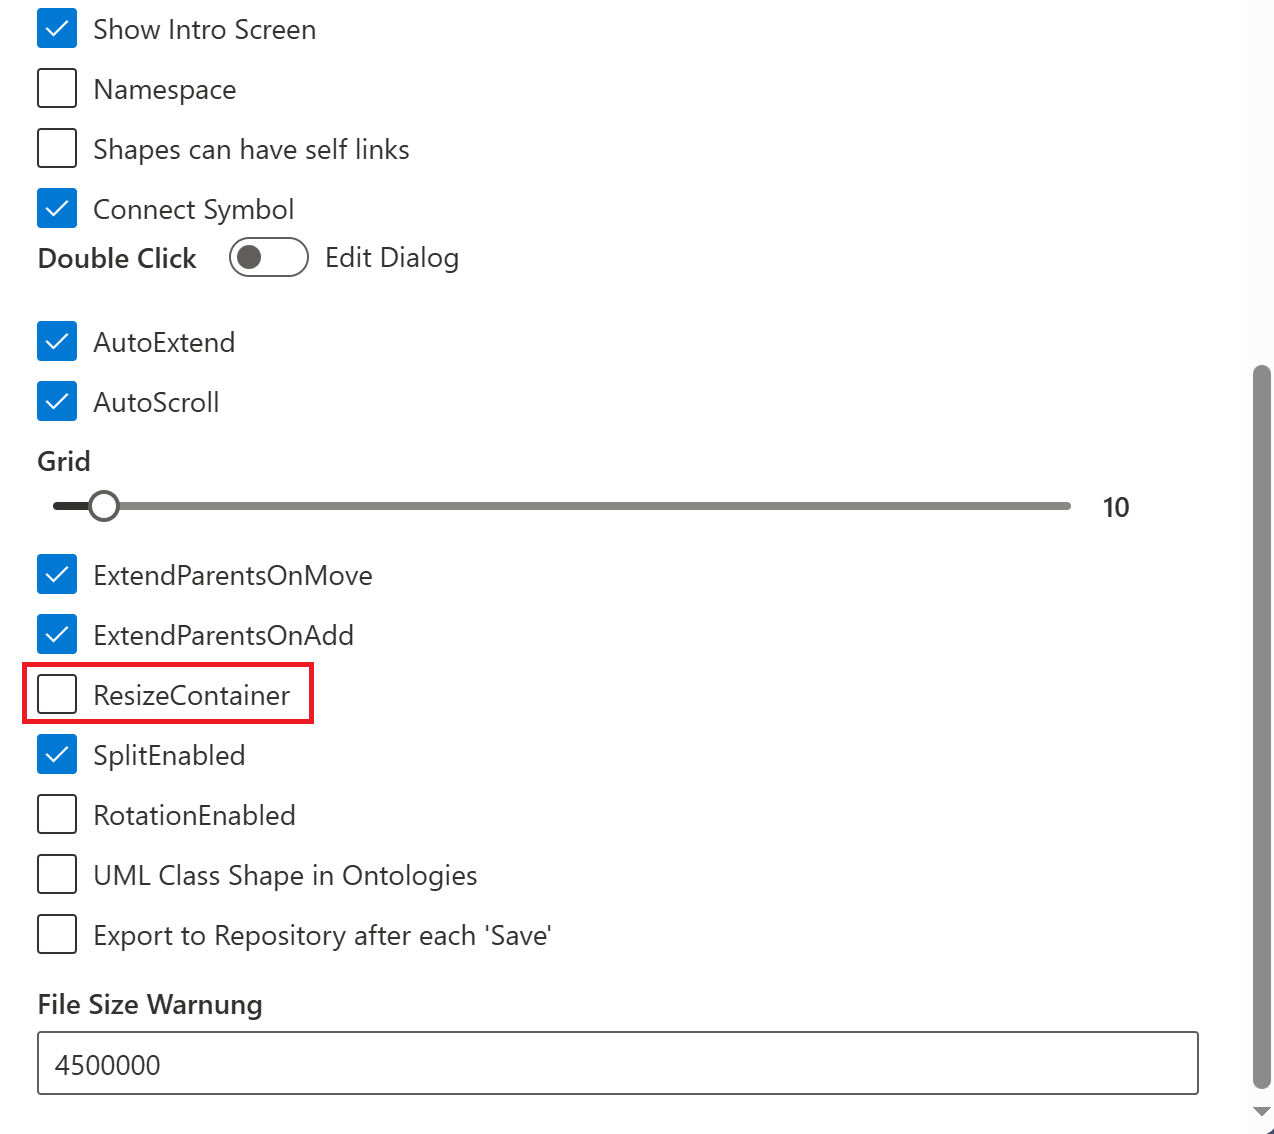 Show Intro Screen
Namespace
Shapes can have self links
Connect Symbol
Double Click Edit Dialog
AutoExtend
AutoScroll
Grid
10
ExtendParentsOnMove
ExtendParentsOnAdd
ResizeContainer
SplitEnabled
RotationEnabled
UML Class Shape in Ontologies
Export to Repository after each 'Save'
File Size Warnung
4500000